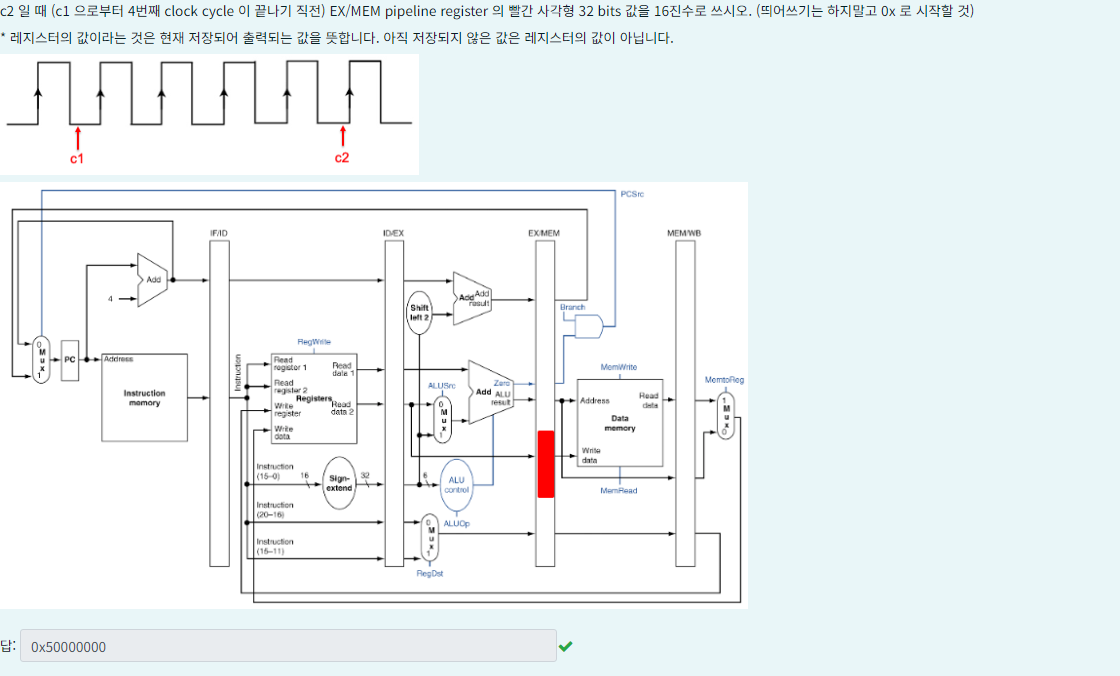 c2 일 때 (c1 으로부터 4번째 clock cycle 이 끝나기 직전) EX/MEM pipeline register 의 빨간 사각형 32 bits 값을 16진수로 쓰시오. (띄어쓰기는 하지말고 0x 로 시작할 것)
* 레지스터의 값이라는 것은 현재 저장되어 출력되는 값을 뜻합니다. 아직 저장되지 않은 값은 레지스터의 값이 아닙니다.
c1
c2
PCSrc
IF/ID
ID/EX
EX/MEM
MEM/WB
Add
4
Add
Add
result
Shift
left 2
Branch
0
M
u
x
1
PC
Address
Instruction
memory
Instruction
RegWrite
Read
register 1
Read
data 1
Read
register 2
Registers
Write
register
Read
data 2
Write
data
ALUSrc
0
M
u
x
1
Zero
Add
ALU
result
MemWrite
Address
Read
data
Data
memory
Write
data
MemRead
MemtoReg
1
M
u
x
0
Instruction
(15–0)
16
Sign-
extend
32
6
ALU
control
ALUOp
Instruction
(20–16)
Instruction
(15–11)
0
M
u
x
1
RegDst
답:
0x50000000